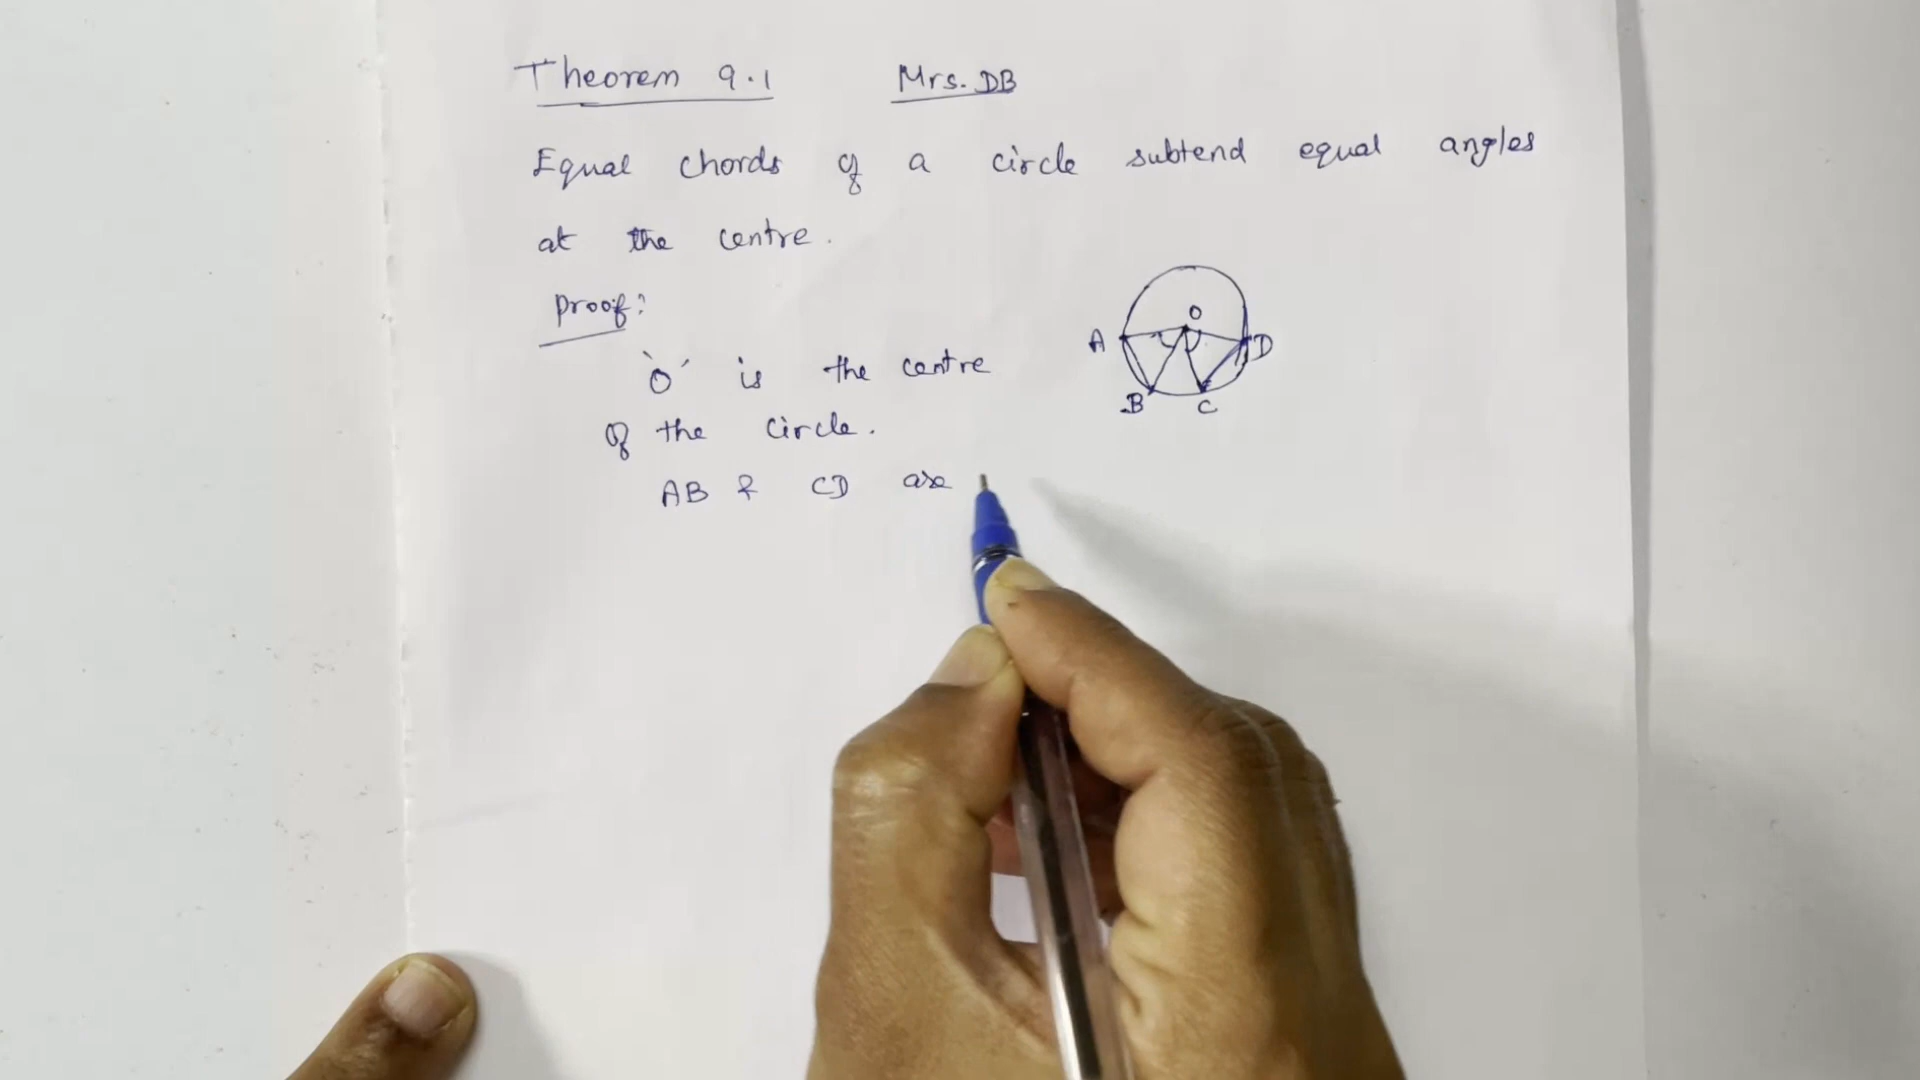 Theorem 9.1 Mrs. DB
Equal chords of a circle subtend equal angles
at the centre.
Proof:
'O' is the centre
of the circle.
AB & CD are
O
A D
B C